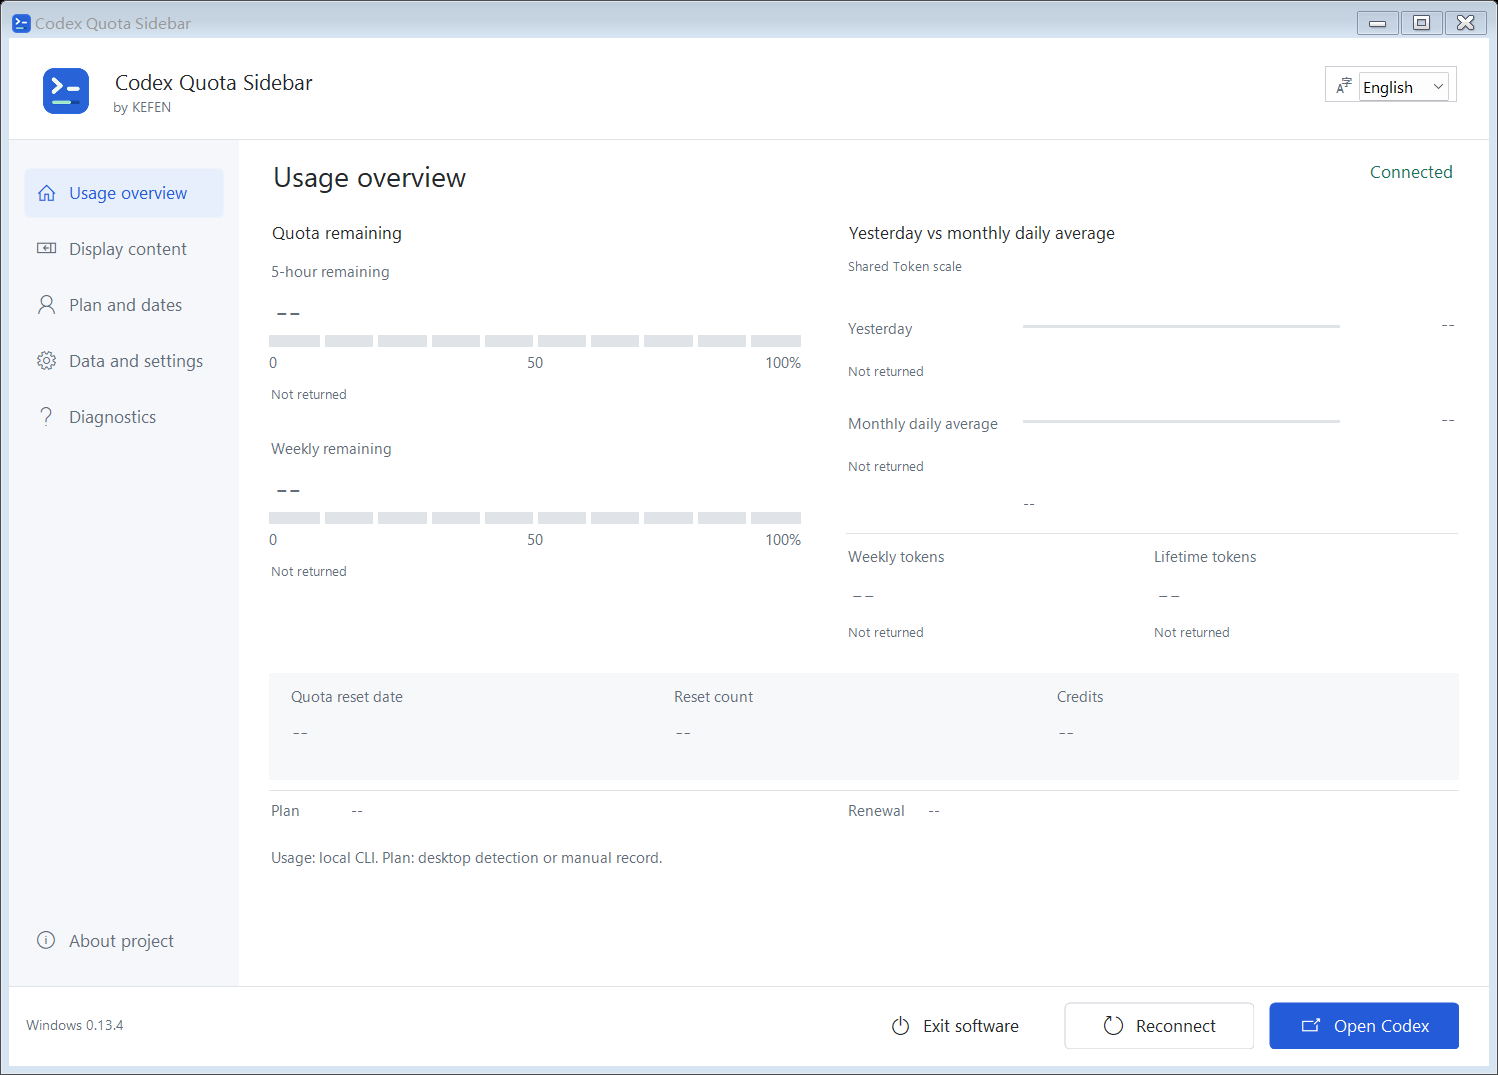 Codex Quota Sidebar
Codex Quota Sidebar
by KEFEN
English
Usage overview
Display content
Plan and dates
Data and settings
Diagnostics
About project
Usage overview
Connected
Quota remaining
5-hour remaining
--
0 50 100%
Not returned
Weekly remaining
--
0 50 100%
Not returned
Yesterday vs monthly daily average
Shared Token scale
Yesterday --
Not returned
Monthly daily average --
Not returned
--
Weekly tokens
--
Not returned
Lifetime tokens
--
Not returned
Quota reset date
--
Reset count
--
Credits
--
Plan --
Renewal --
Usage: local CLI. Plan: desktop detection or manual record.
Windows 0.13.4
Exit software
Reconnect
Open Codex